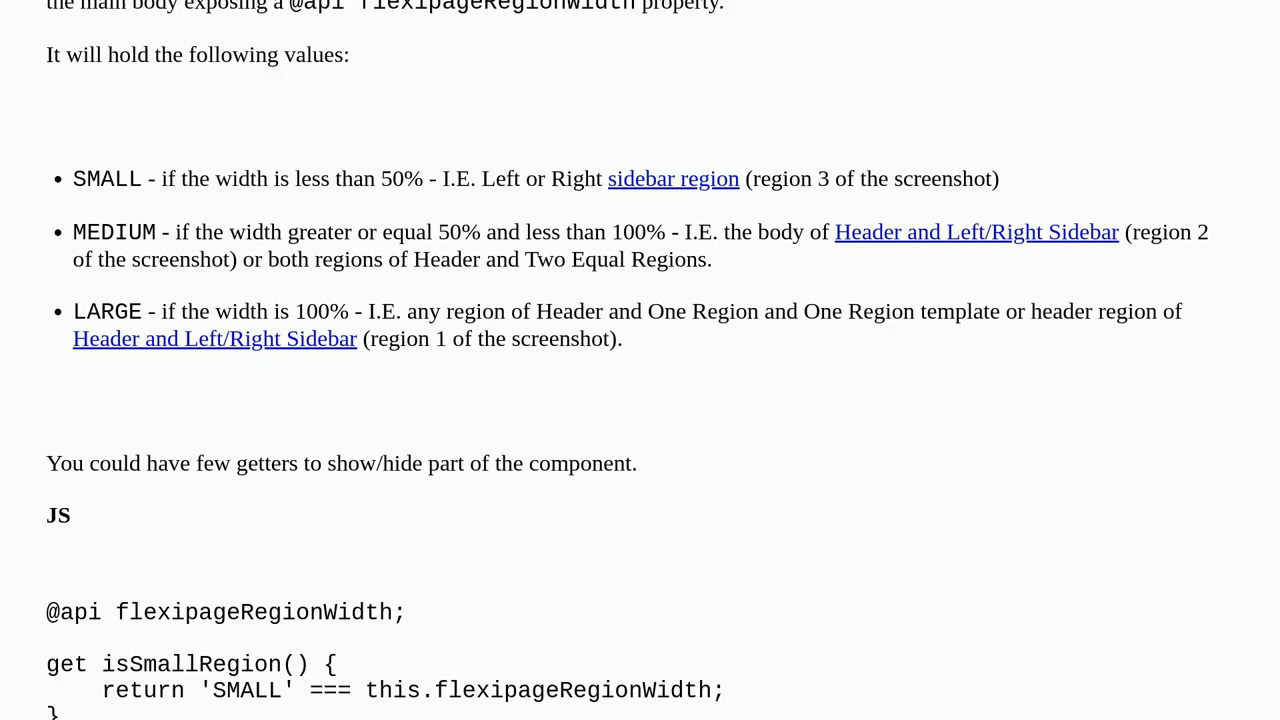 the main body exposing a @api flexipageRegionWidth property.
It will hold the following values:
• SMALL - if the width is less than 50% - I.E. Left or Right sidebar region (region 3 of the screenshot)
• MEDIUM - if the width greater or equal 50% and less than 100% - I.E. the body of Header and Left/Right Sidebar (region 2
of the screenshot) or both regions of Header and Two Equal Regions.
• LARGE - if the width is 100% - I.E. any region of Header and One Region and One Region template or header region of
Header and Left/Right Sidebar (region 1 of the screenshot).
You could have few getters to show/hide part of the component.
JS
@api flexipageRegionWidth;
get isSmallRegion() {
    return 'SMALL' === this.flexipageRegionWidth;
}